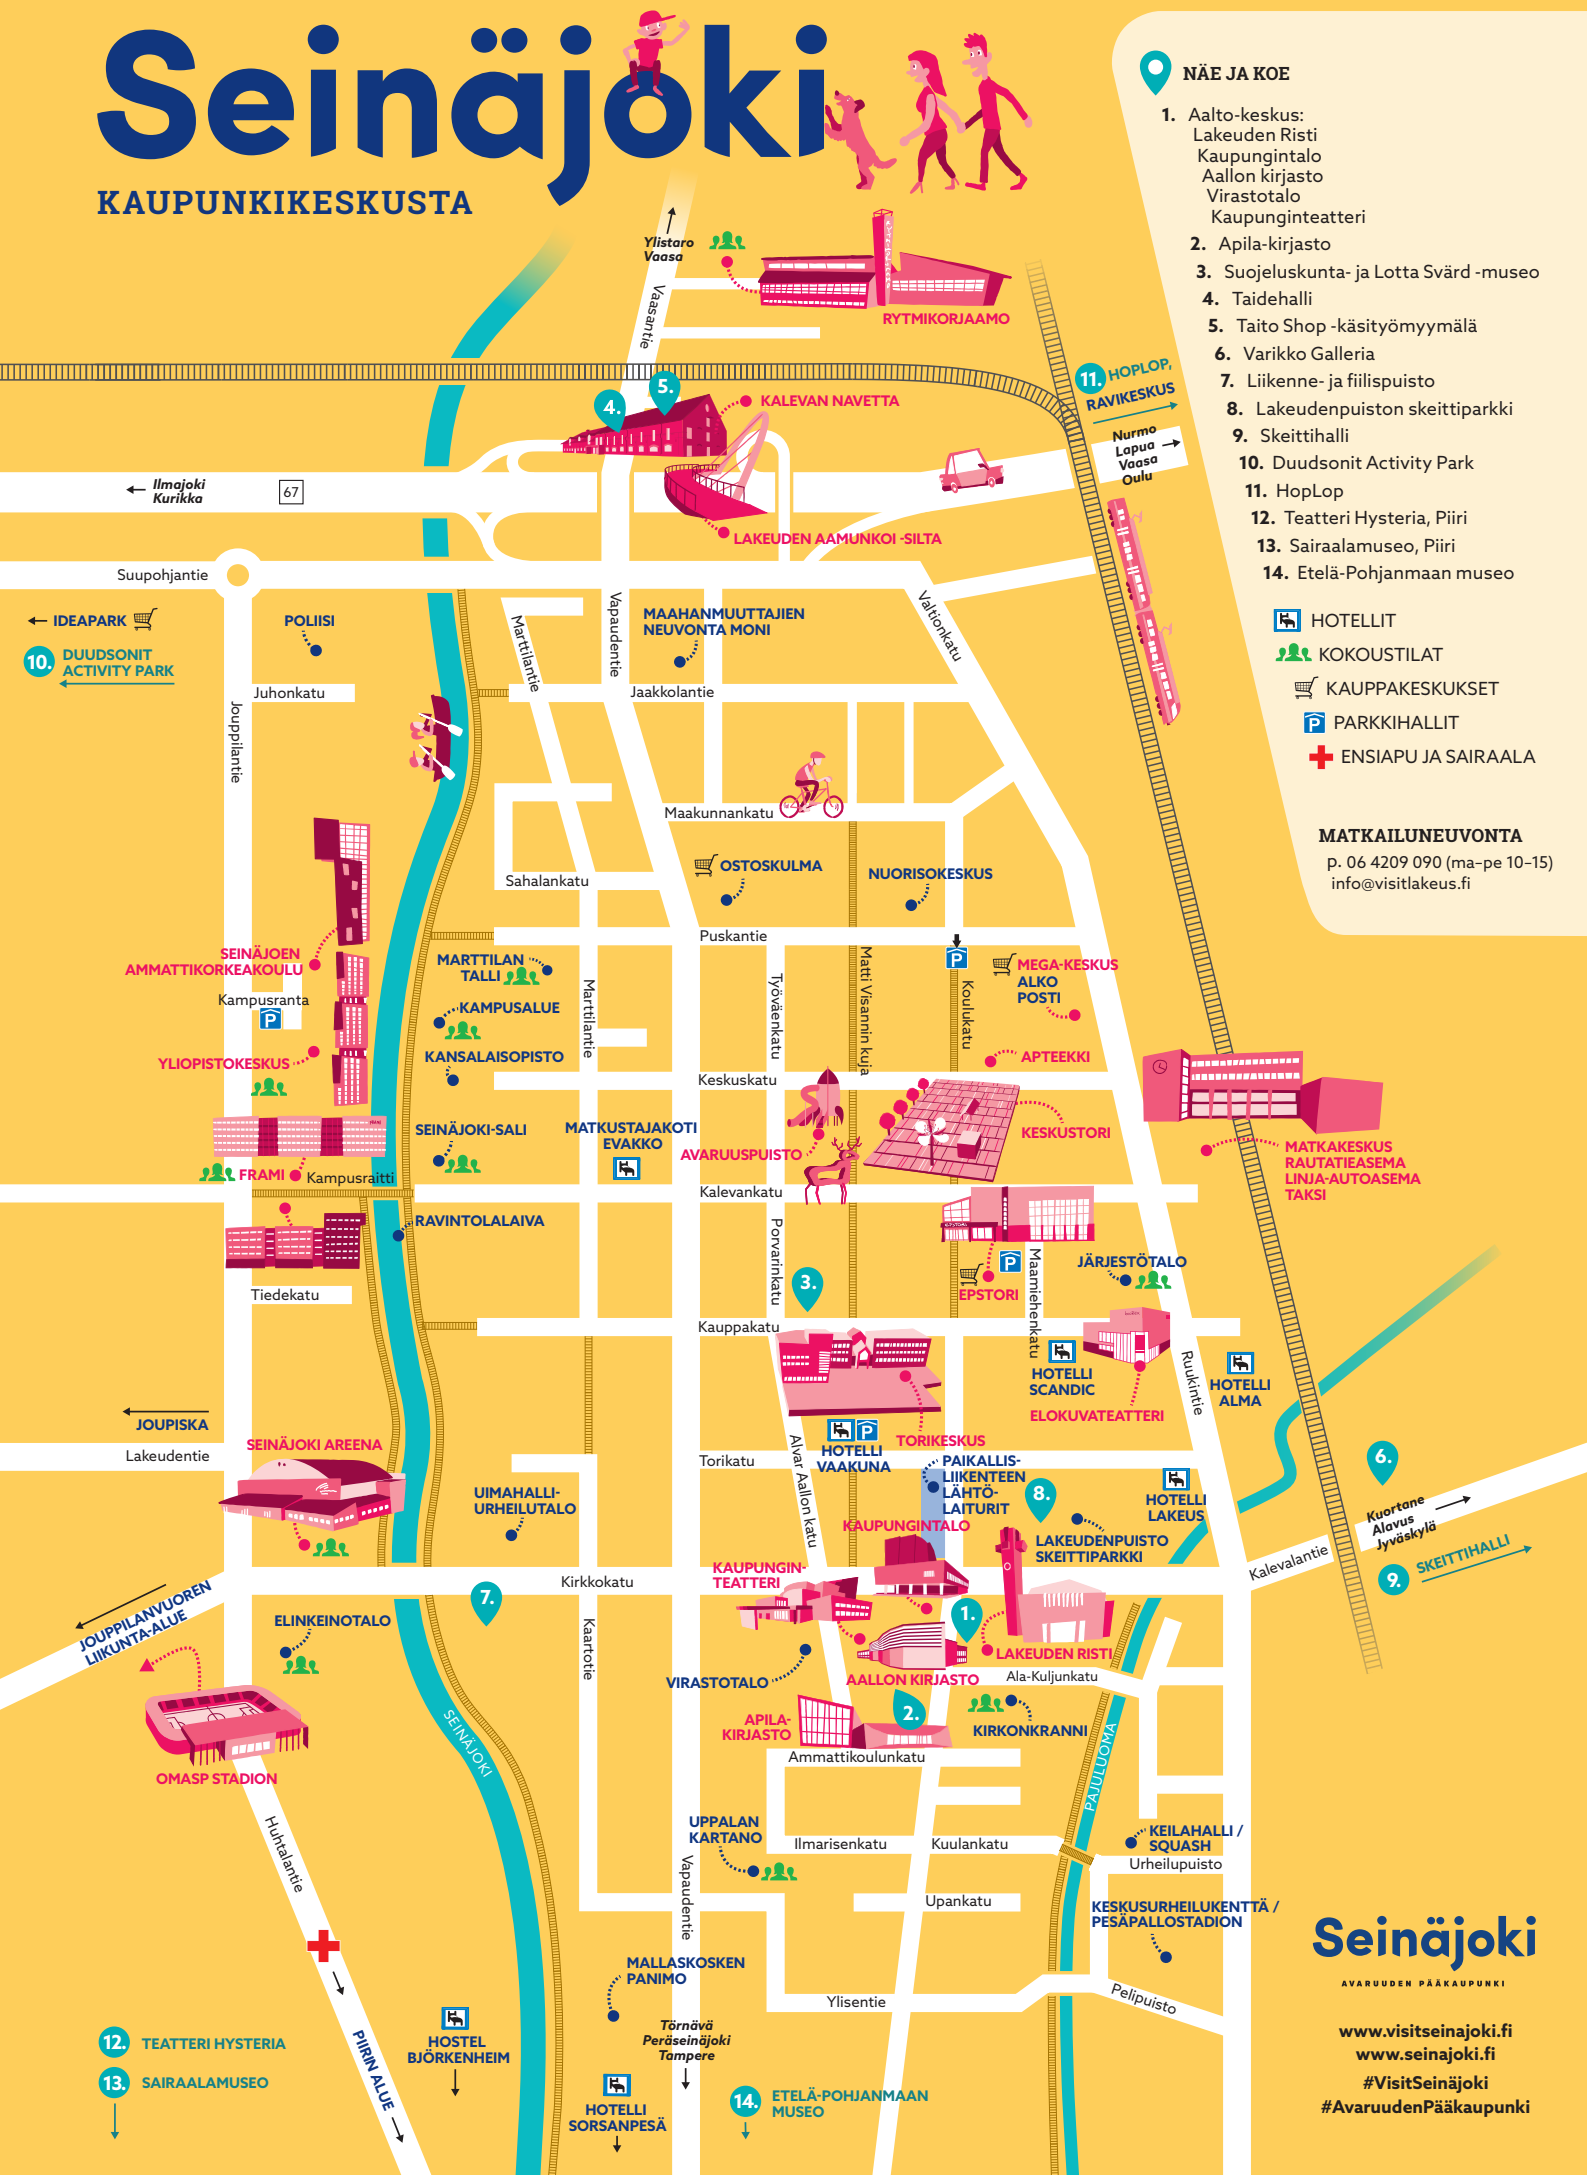 Seinäjoki
KAUPUNKIKESKUSTA
NÄE JA KOE
1. Aalto-keskus:
Lakeuden Risti
Kaupungintalo
Aallon kirjasto
Virastotalo
Kaupunginteatteri
2. Apila-kirjasto
3. Suojeluskunta- ja Lotta Svärd -museo
4. Taidehalli
5. Taito Shop -käsityömyymälä
6. Varikko Galleria
7. Liikenne- ja fiilispuisto
8. Lakeudenpuiston skeittiparkki
9. Skeittihalli
10. Duudsonit Activity Park
11. HopLop
12. Teatteri Hysteria, Piiri
13. Sairaalamuseo, Piiri
14. Etelä-Pohjanmaan museo
HOTELLIT
KOKOUSTILAT
KAUPPAKESKUKSET
P PARKKIHALLIT
ENSIAPU JA SAIRAALA
MATKAILUNEUVONTA
p. 06 4209 090 (ma–pe 10–15)
info@visitlakeus.fi
Ylistaro
Vaasa
Vaasantie
RYTMIKORJAAMO
11. HOPLOP,
RAVIKESKUS
Nurmo
Lapua
Vaasa
Oulu
4.
5.
KALEVAN NAVETTA
Ilmajoki
Kurikka
67
LAKEUDEN AAMUNKOI -SILTA
Suupohjantie
IDEAPARK
10. DUUDSONIT
ACTIVITY PARK
POLIISI
Marttilantie
Vapaudentie
MAAHANMUUTTAJIEN
NEUVONTA MONI
Valtionkatu
Juhonkatu
Jouppilantie
Jaakkolantie
Maakunnankatu
Sahalankatu
OSTOSKULMA
NUORISOKESKUS
Puskantie
SEINÄJOEN
AMMATTIKORKEAKOULU
MARTTILAN
TALLI
Kampusranta
P
KAMPUSALUE
Marttilantie
Työväenkatu
Matti Visannin kuja
P
Koulukatu
MEGA-KESKUS
ALKO
POSTI
YLIOPISTOKESKUS
KANSALAISOPISTO
APTEEKKI
Keskuskatu
SEINÄJOKI-SALI
MATKUSTAJAKOTI
EVAKKO
AVARUUSPUISTO
KESKUSTORI
MATKAKESKUS
RAUTATIEASEMA
LINJA-AUTOASEMA
TAKSI
FRAMI
Kampusraitti
Kalevankatu
RAVINTOLALAIVA
Porvarinkatu
P
Maamiehenkatu
JÄRJESTÖTALO
EPSTORI
Tiedekatu
3.
Kauppakatu
HOTELLI
SCANDIC
ELOKUVATEATTERI
Ruukintie
HOTELLI
ALMA
JOUPISKA
Lakeudentie
SEINÄJOKI AREENA
Alvar Aallon katu
P
HOTELLI
VAAKUNA
TORIKESKUS
Torikatu
PAIKALLIS-
LIIKENTEEN
LÄHTÖ-
LAITURIT
8.
HOTELLI
LAKEUS
6.
Kuortane
Alavus
Jyväskylä
UIMAHALLI-
URHEILUTALO
KAUPUNGINTALO
LAKEUDENPUISTO
SKEITTIPARKKI
Kalevalantie
9. SKEITTIHALLI
KAUPUNGIN-
TEATTERI
Kirkkokatu
7.
JOUPPILANVUOREN
LIIKUNTA-ALUE
ELINKEINOTALO
Kaartotie
1.
LAKEUDEN RISTI
VIRASTOTALO
AALLON KIRJASTO
Ala-Kuljunkatu
APILA-
KIRJASTO
2.
KIRKONKRANNI
SEINÄJOKI
PAJULUOMA
Ammattikoulunkatu
OMASP STADION
Huhtalantie
UPPALAN
KARTANO
Ilmarisenkatu
Kuulankatu
KEILAHALLI /
SQUASH
Urheilupuisto
Vapaudentie
Upankatu
KESKUSURHEILUKENTTÄ /
PESÄPALLOSTADION
MALLASKOSKEN
PANIMO
Ylisentie
Pelipuisto
Törnävä
Peräseinäjoki
Tampere
12. TEATTERI HYSTERIA
13. SAIRAALAMUSEO
PIIRIN ALUE
HOSTEL
BJÖRKENHEIM
HOTELLI
SORSANPESÄ
14. ETELÄ-POHJANMAAN
MUSEO
Seinäjoki
AVARUUDEN PÄÄKAUPUNKI
www.visitseinajoki.fi
www.seinajoki.fi
#VisitSeinäjoki
#AvaruudenPääkaupunki